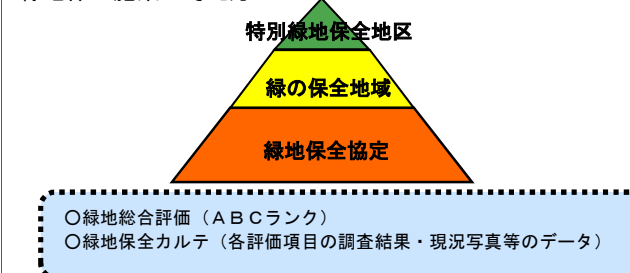 特別緑地保全地区
緑の保全地域
緑地保全協定
○緑地総合評価（ＡＢＣランク）
○緑地保全カルテ（各評価項目の調査結果・現況写真等のデータ）